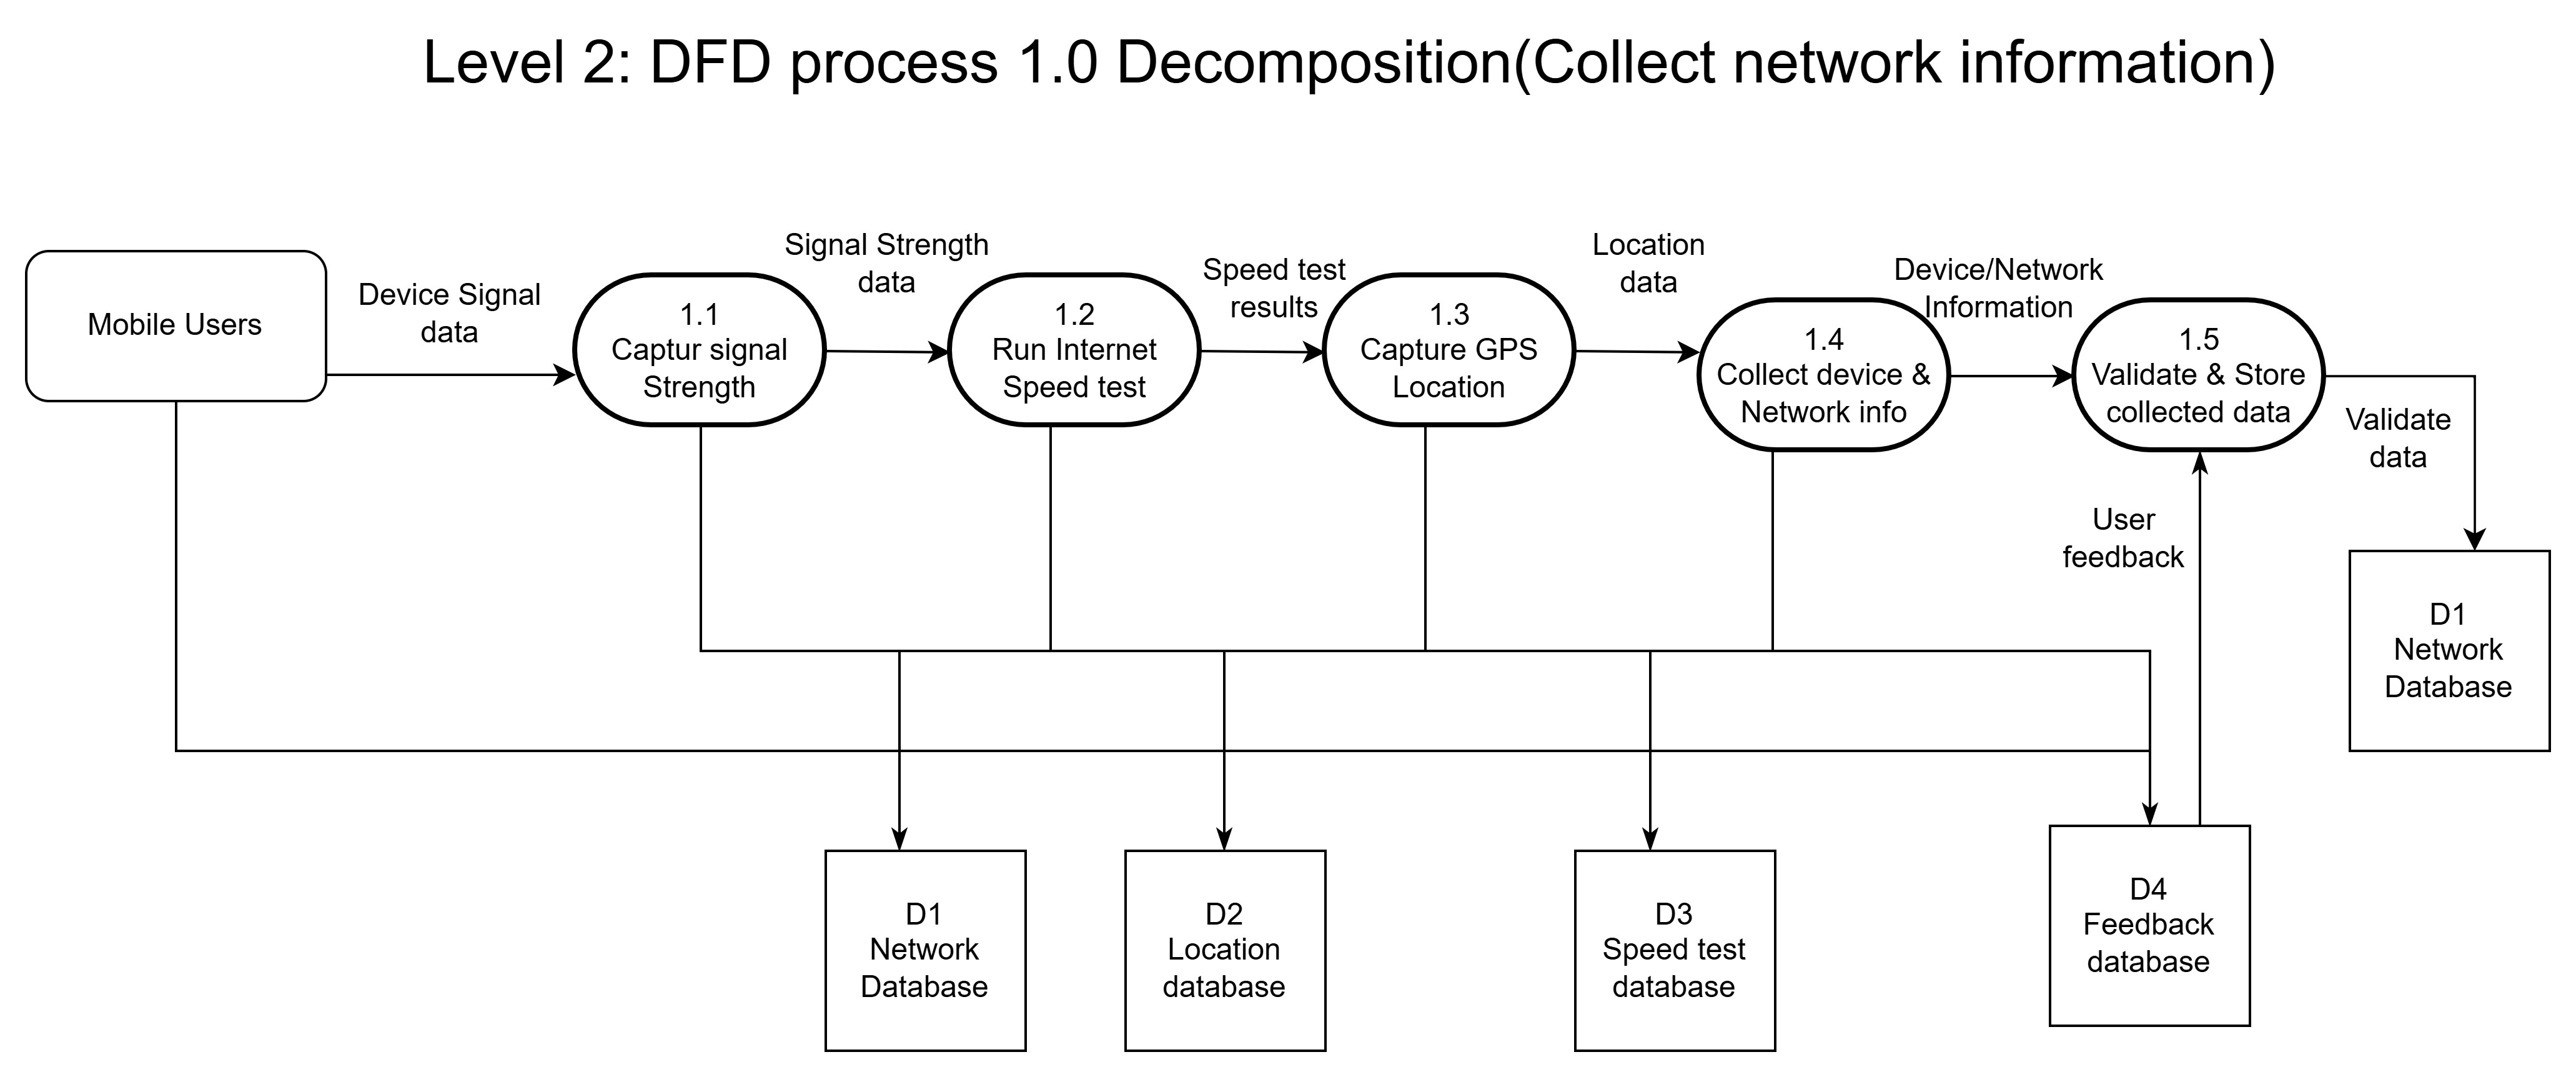 Level 2: DFD process 1.0 Decomposition(Collect network information)
Mobile Users
Device Signal
data
1.1
Captur signal
Strength
Signal Strength
data
1.2
Run Internet
Speed test
Speed test
results
1.3
Capture GPS
Location
Location
data
1.4
Collect device &
Network info
Device/Network
Information
1.5
Validate & Store
collected data
Validate
data
User
feedback
D1
Network
Database
D1
Network
Database
D2
Location
database
D3
Speed test
database
D4
Feedback
database